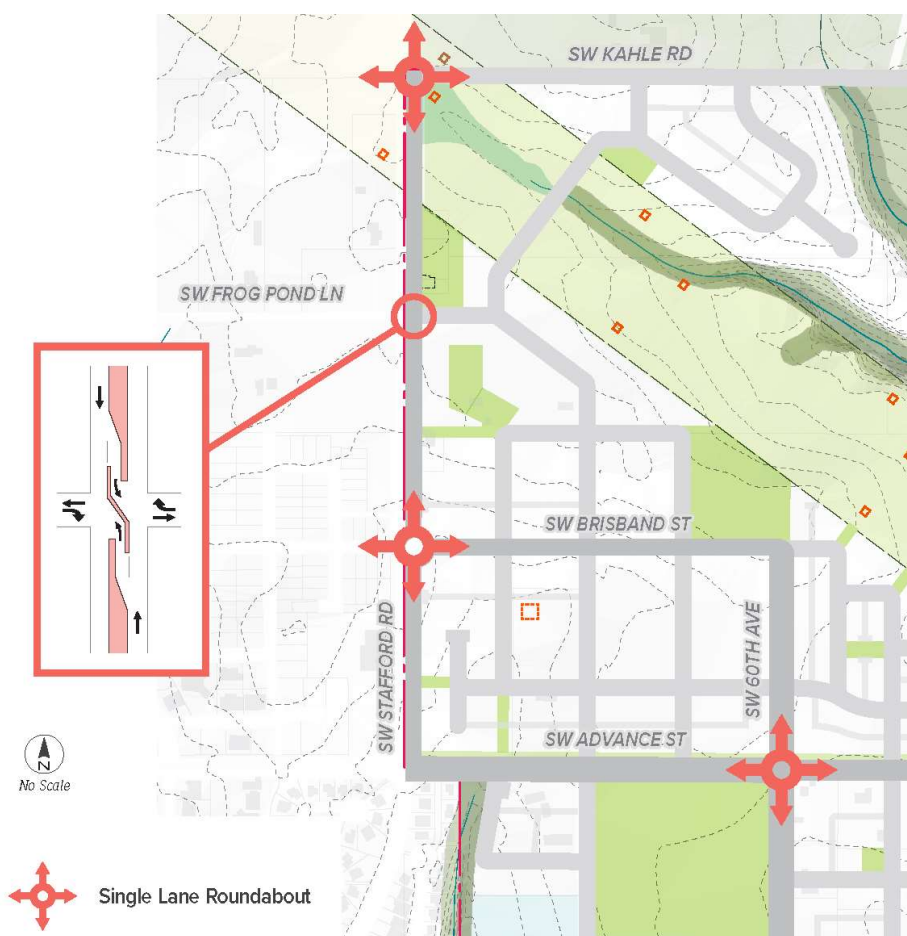 SW KAHLE RD
SW FROG POND LN
SW BRISBAND ST
SW STAFFORD RD
SW 60TH AVE
SW ADVANCE ST
N
No Scale
Single Lane Roundabout